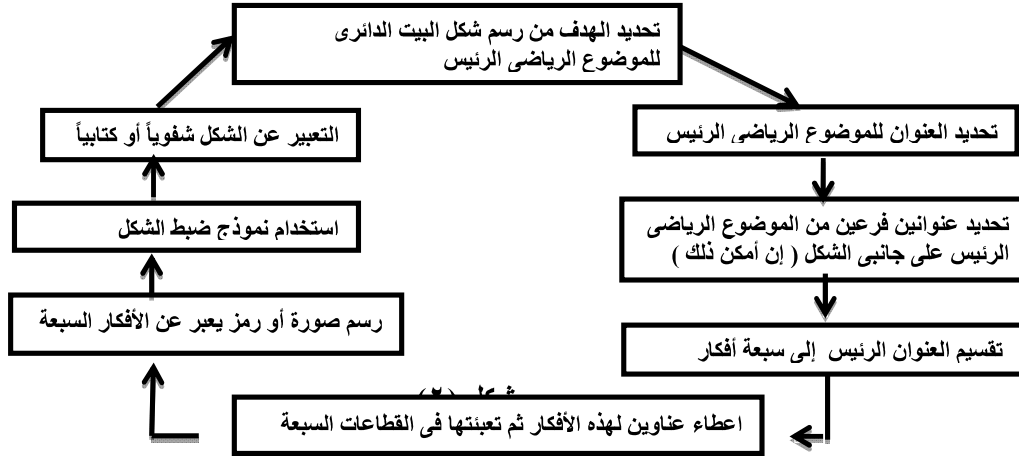 تحديد الهدف من رسم شكل البيت الدائرى
للموضوع الرياضى الرئيس
تحديد العنوان للموضوع الرياضى الرئيس
تحديد عنوانين فرعين من الموضوع الرياضى
الرئيس على جانبى الشكل ( إن أمكن ذلك )
تقسيم العنوان الرئيس إلى سبعة أفكار
اعطاء عناوين لهذه الأفكار ثم تعبئتها فى القطاعات السبعة
رسم صورة أو رمز يعبر عن الأفكار السبعة
استخدام نموذج ضبط الشكل
التعبير عن الشكل شفوياً أو كتابياً